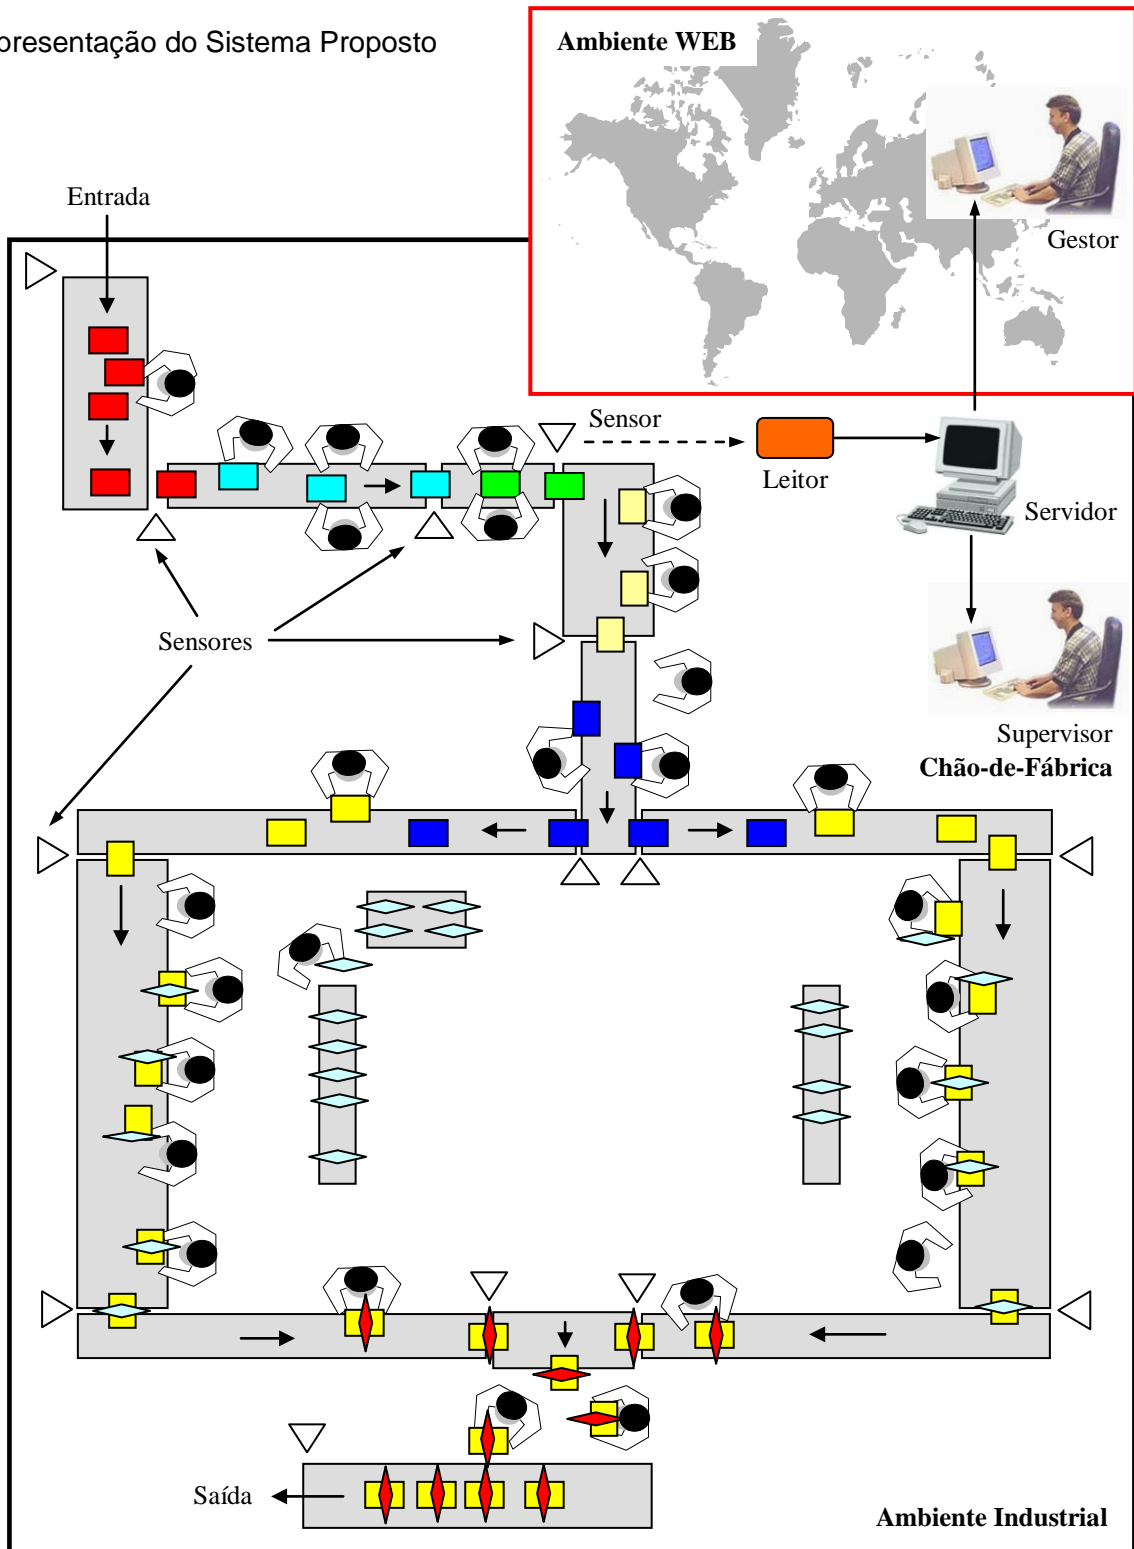 presentação do Sistema Proposto
Ambiente WEB
Entrada
Gestor
Sensor
Leitor
Servidor
Sensores
Supervisor
Chão-de-Fábrica
Saída
Ambiente Industrial